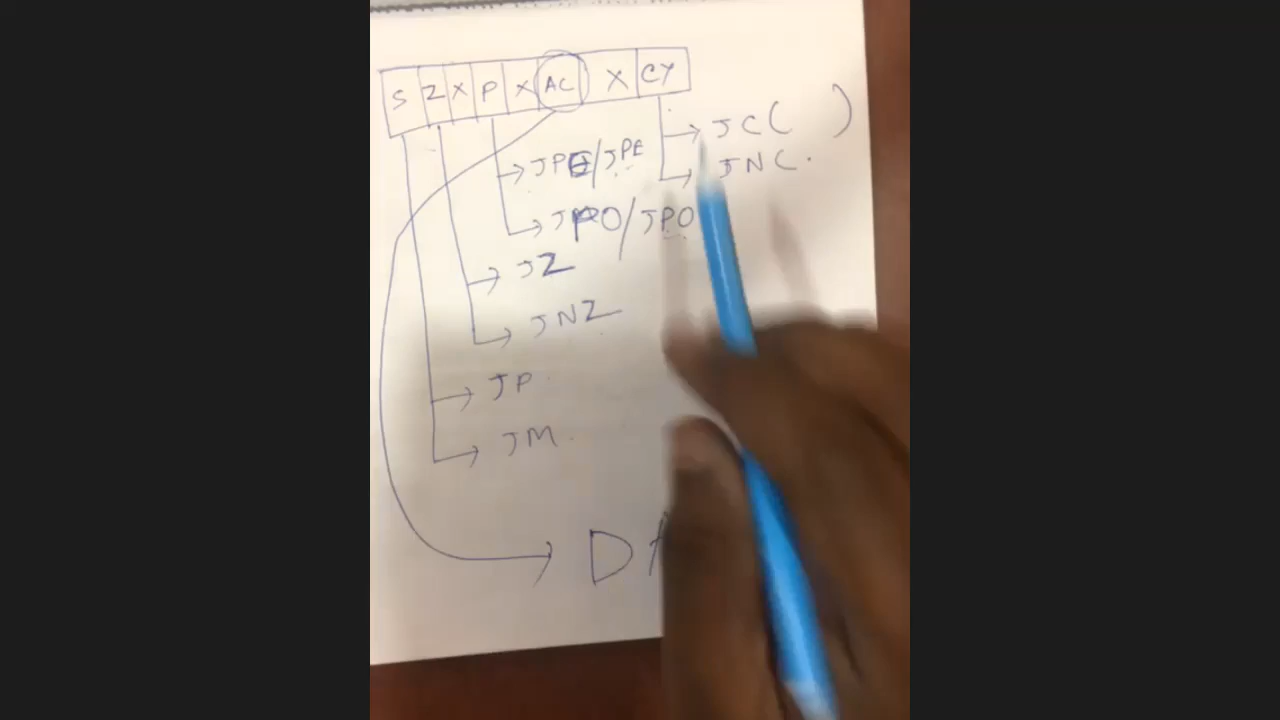 S Z X P X AC X CY
JC( )
JPE/JPE
JNC.
JPO/JPO
JZ
JNZ
JP
JM